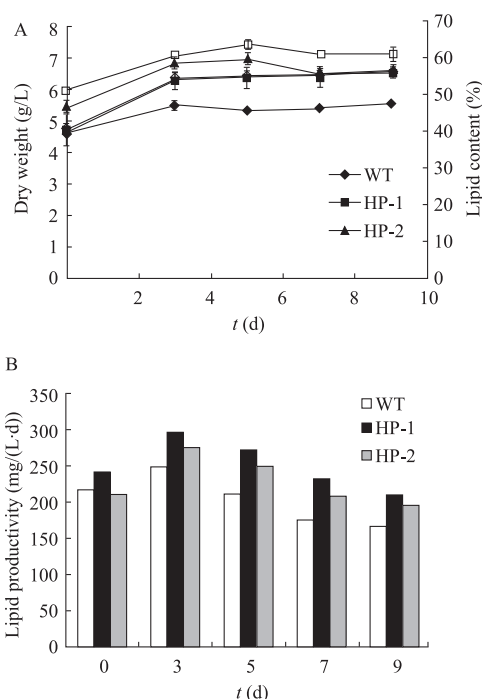 A
8
7
6
5
4
3
2
1
0
Dry weight (g/L)
70
60
50
40
30
20
10
0
Lipid content (%)
WT
HP-1
HP-2
2 4 6 8 10
t (d)
B
350
300
250
200
150
100
50
0
Lipid productivity (mg/(L·d))
WT
HP-1
HP-2
0 3 5 7 9
t (d)